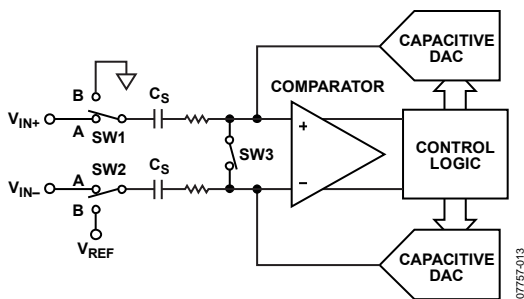 CAPACITIVE
DAC
COMPARATOR
B
C_S
V_IN+
A
SW1
+
SW3
CONTROL
LOGIC
SW2
C_S
V_IN–
A
–
B
V_REF
CAPACITIVE
DAC
07757-013